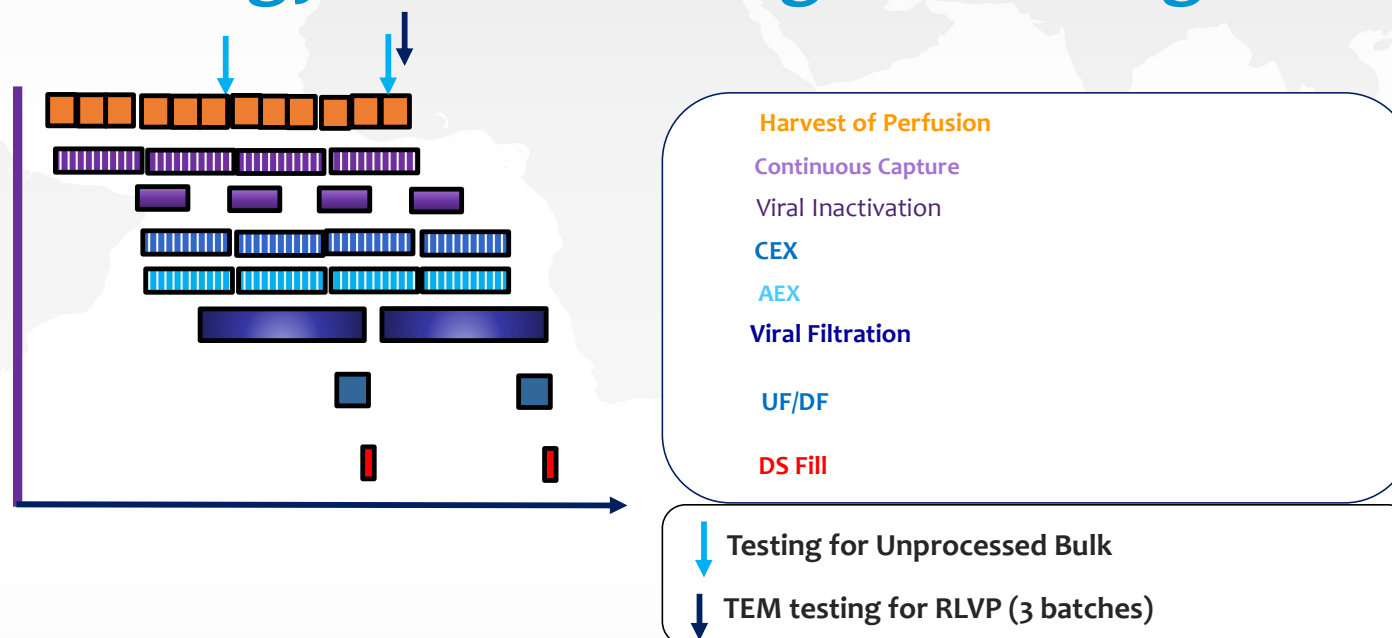 Harvest of Perfusion
Continuous Capture
Viral Inactivation
CEX
AEX
Viral Filtration
UF/DF
DS Fill
Testing for Unprocessed Bulk
TEM testing for RLVP (3 batches)